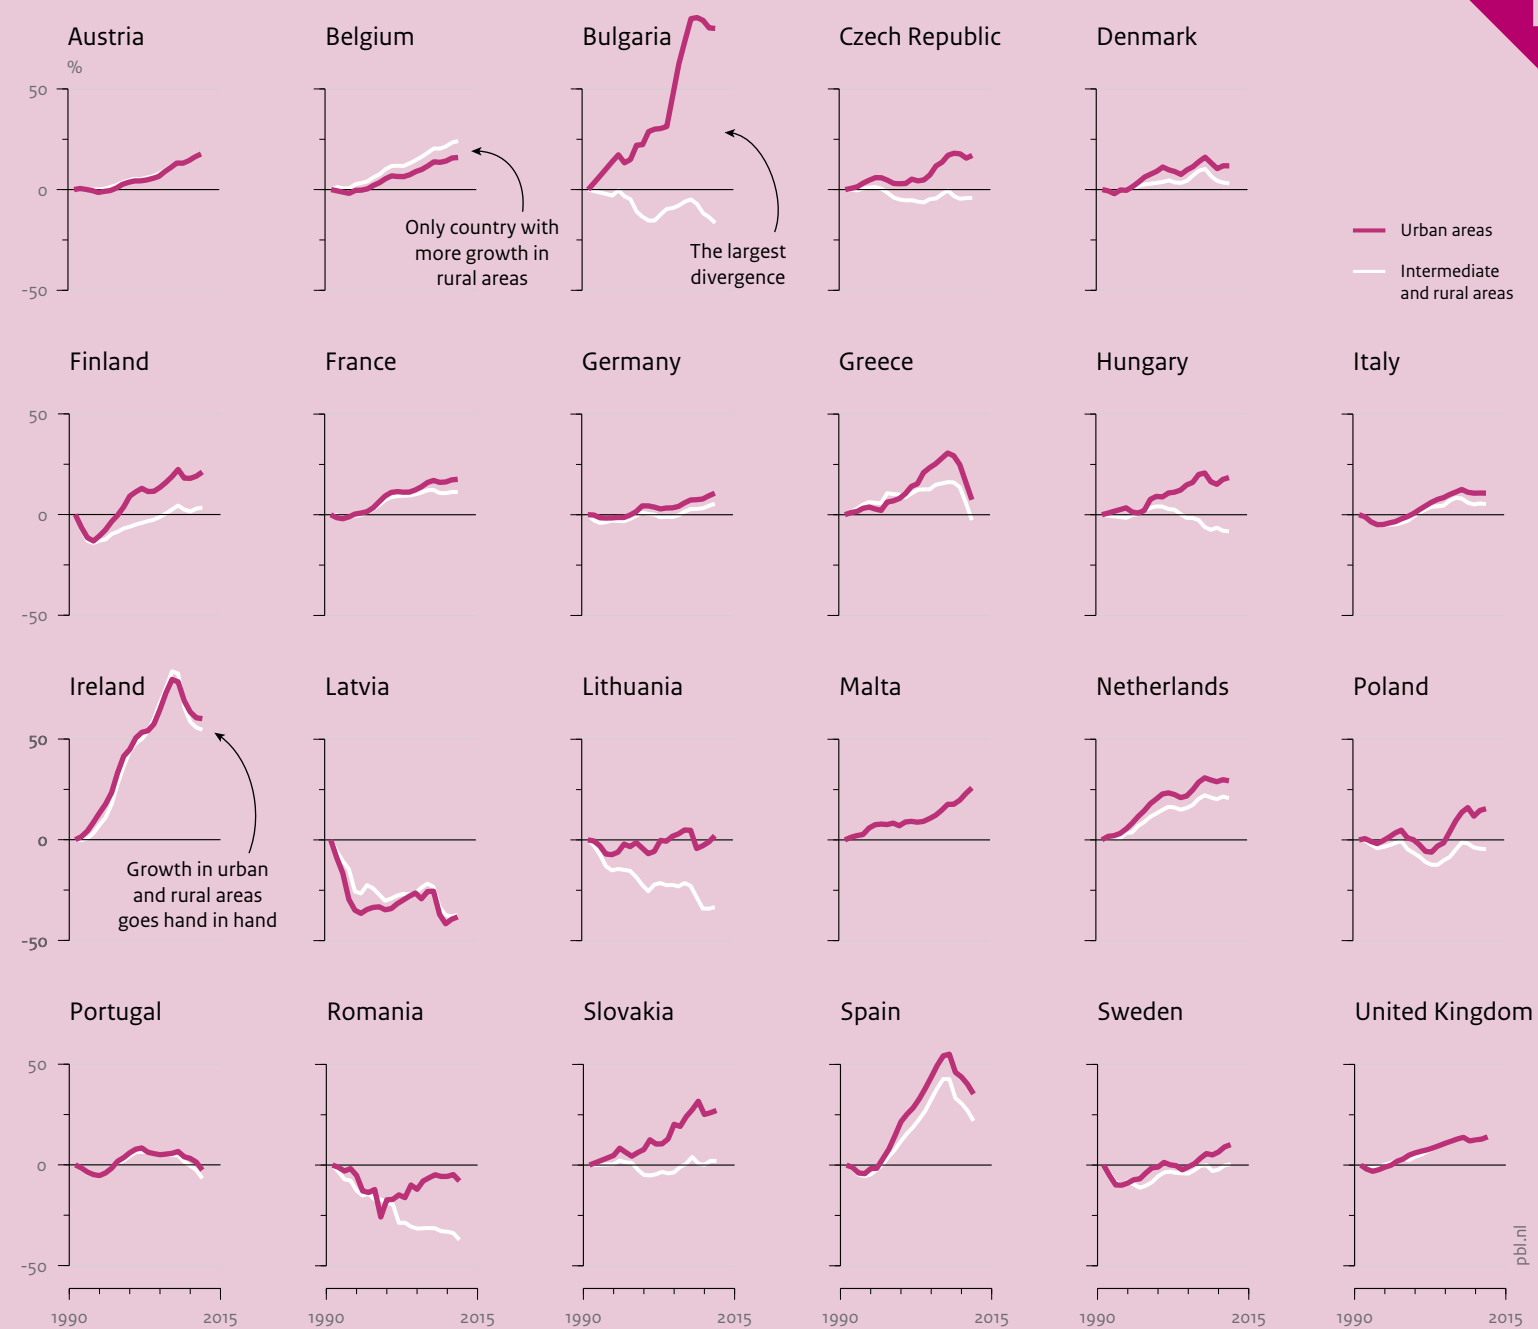 Austria
Belgium
Bulgaria
Czech Republic
Denmark
%
50
0
-50
Only country with
more growth in
rural areas
The largest
divergence
Urban areas
Intermediate
and rural areas
Finland
France
Germany
Greece
Hungary
Italy
50
0
-50
Ireland
Latvia
Lithuania
Malta
Netherlands
Poland
50
0
-50
Growth in urban
and rural areas
goes hand in hand
Portugal
Romania
Slovakia
Spain
Sweden
United Kingdom
50
0
-50
pbl.nl
1990
2015
1990
2015
1990
2015
1990
2015
1990
2015
1990
2015